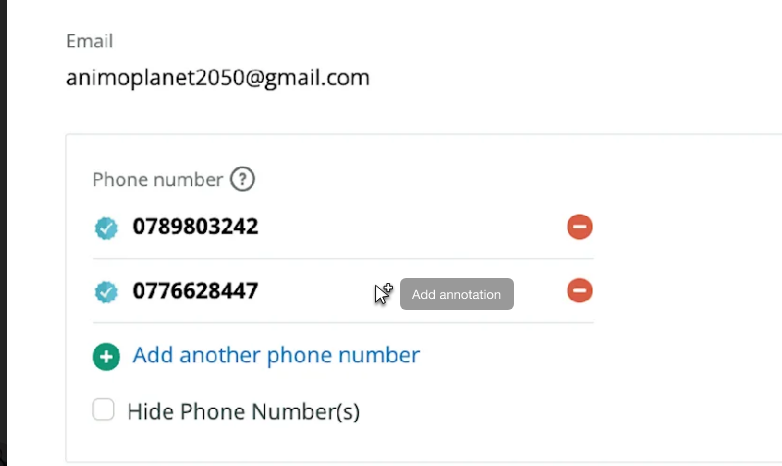 Email
animoplanet2050@gmail.com
Phone number ?
0789803242
0776628447
Add annotation
Add another phone number
Hide Phone Number(s)